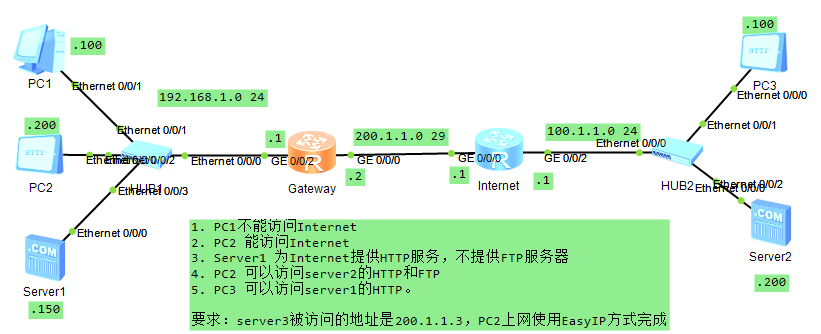 .100
.100
HTTP
PC1
Ethernet 0/0/1
Ethernet 0/0/1
192.168.1.0 24
PC3
Ethernet 0/0/0
Ethernet 0/0/1
.200
HTTP
PC2
Ethernet 0/0/2
HUB1
Ethernet 0/0/0
.1
GE 0/0/2
Gateway
200.1.1.0 29
GE 0/0/0
.2
GE 0/0/0
.1
Internet
100.1.1.0 24
GE 0/0/2
.1
Ethernet 0/0/0
HUB2
Ethernet 0/0/2
Ethernet 0/0/0
Ethernet 0/0/3
Ethernet 0/0/0
.COM
Server1
.150
.COM
Server2
.200
1. PC1不能访问Internet
2. PC2 能访问Internet
3. Server1 为Internet提供HTTP服务，不提供FTP服务器
4. PC2 可以访问server2的HTTP和FTP
5. PC3 可以访问server1的HTTP。
要求：server3被访问的地址是200.1.1.3，PC2上网使用EasyIP方式完成